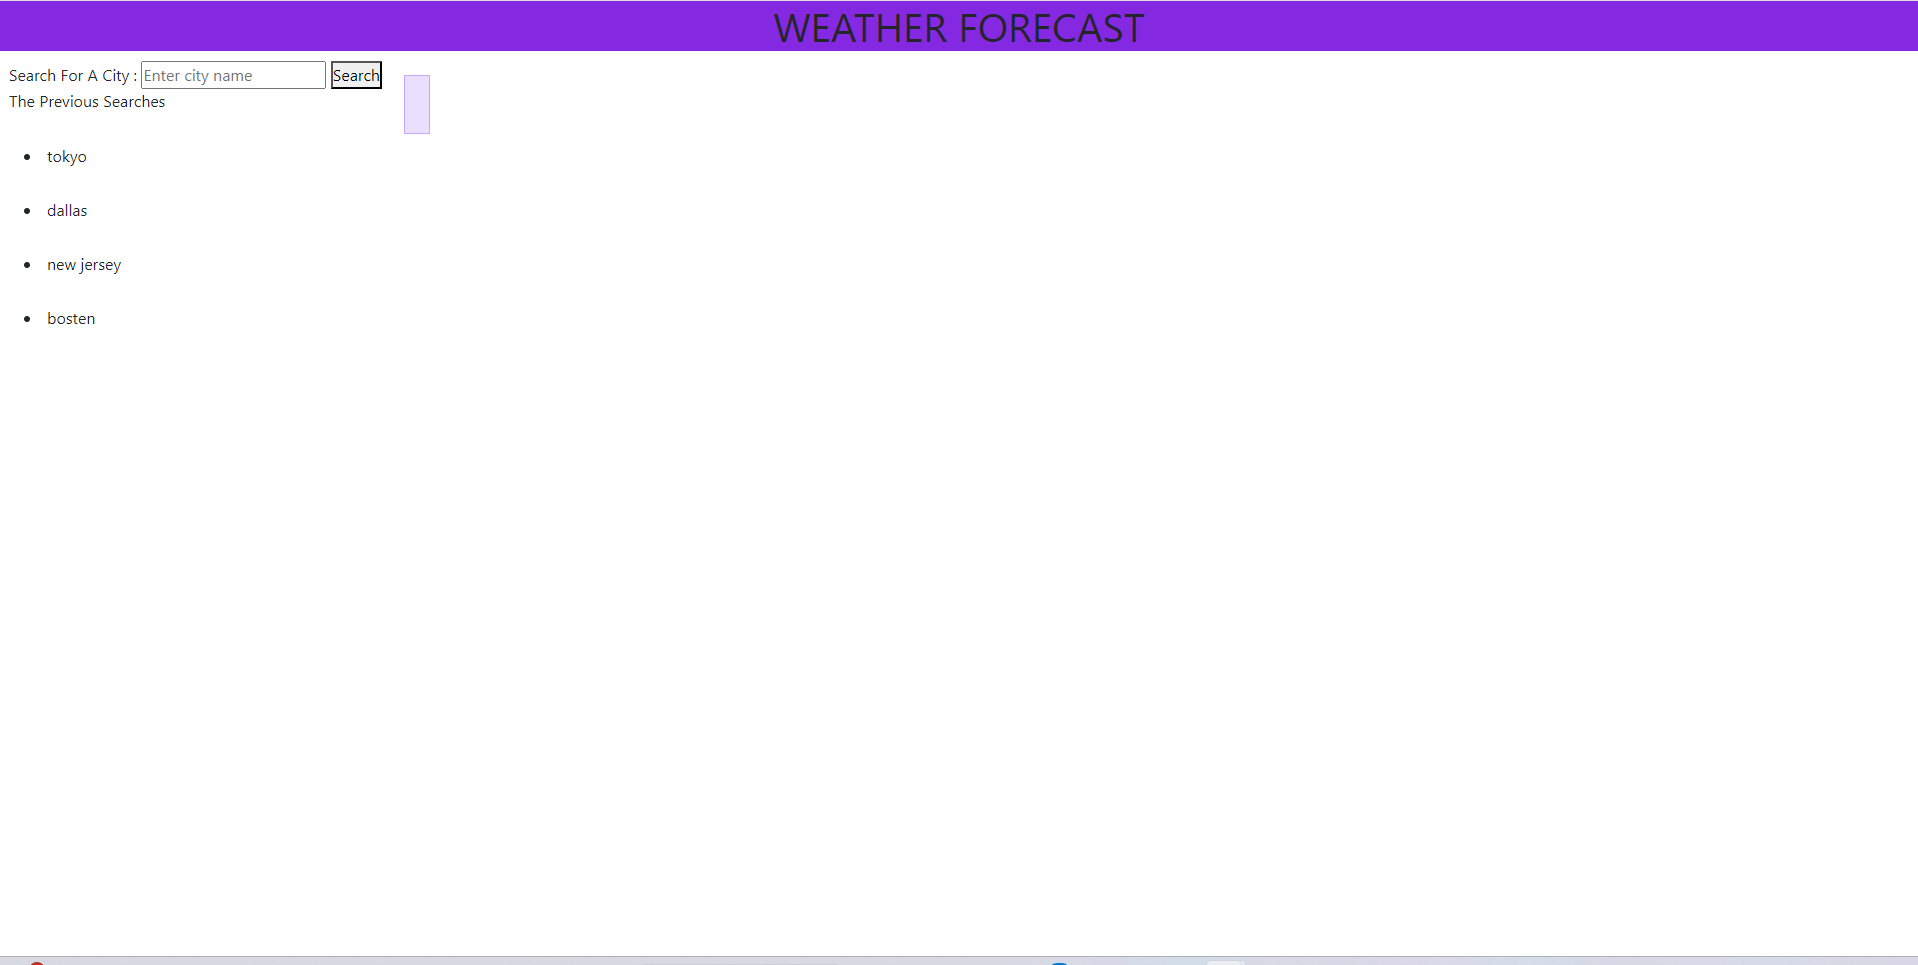 WEATHER FORECAST
Search For A City : Enter city name Search
The Previous Searches
tokyo
dallas
new jersey
bosten